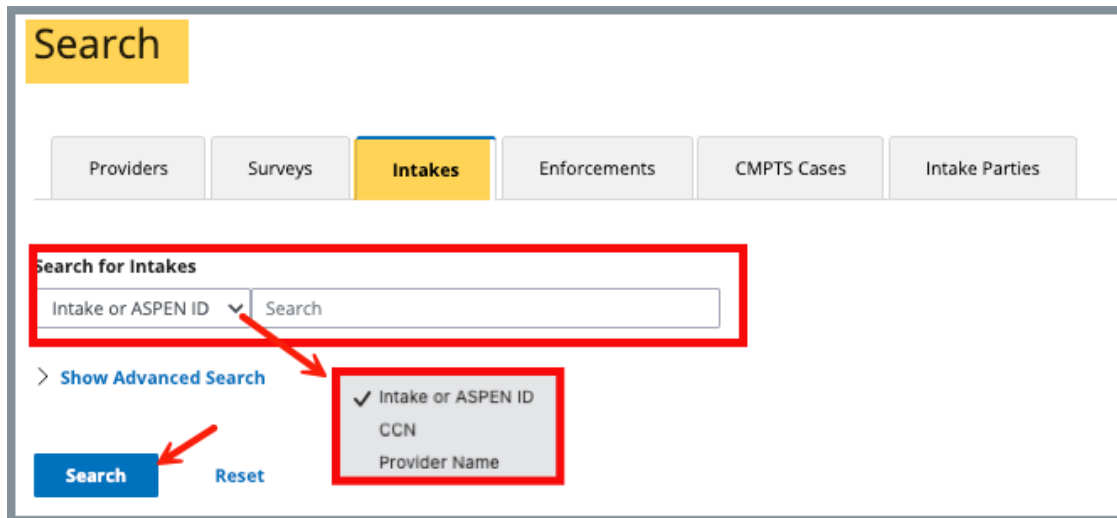 Search
Providers Surveys Intakes Enforcements CMPTS Cases Intake Parties
Search for Intakes
Intake or ASPEN ID Search
Show Advanced Search
Intake or ASPEN ID
CCN
Provider Name
Search Reset